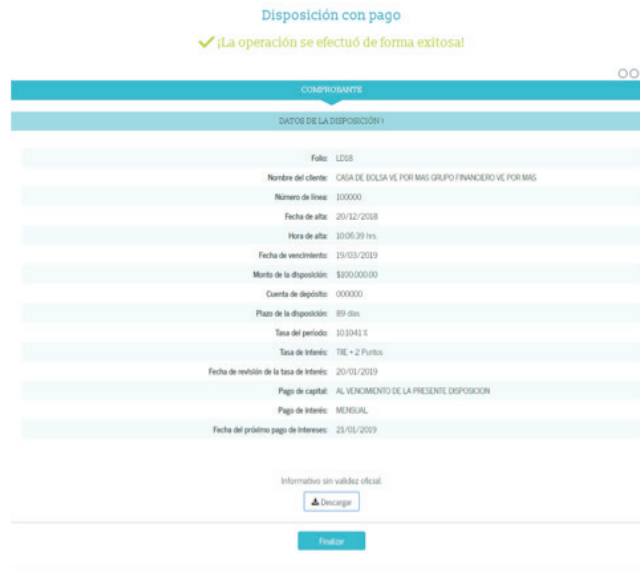 Disposición con pago
¡La operación se efectuó de forma exitosa!
COMPROBANTE
DATOS DE LA DISPOSICIÓN 1
Folio: LD18
Nombre del cliente: CASA DE BOLSA VE POR MAS GRUPO FINANCIERO VE POR MAS
Número de línea: 100000
Fecha de alta: 20/12/2018
Hora de alta: 10:06:39 hrs.
Fecha de vencimiento: 19/03/2019
Monto de la disposición: $100,000.00
Cuenta de depósito: 000000
Plazo de la disposición: 89 días
Tasa del período: 10.1041 %
Tasa de Interés: TIIE + 2 Puntos
Fecha de revisión de la tasa de interés: 20/01/2019
Pago de capital: AL VENCIMIENTO DE LA PRESENTE DISPOSICION
Pago de interés: MENSUAL
Fecha del próximo pago de intereses: 21/01/2019
Informativo sin validez oficial.
Descargar
Finalizar